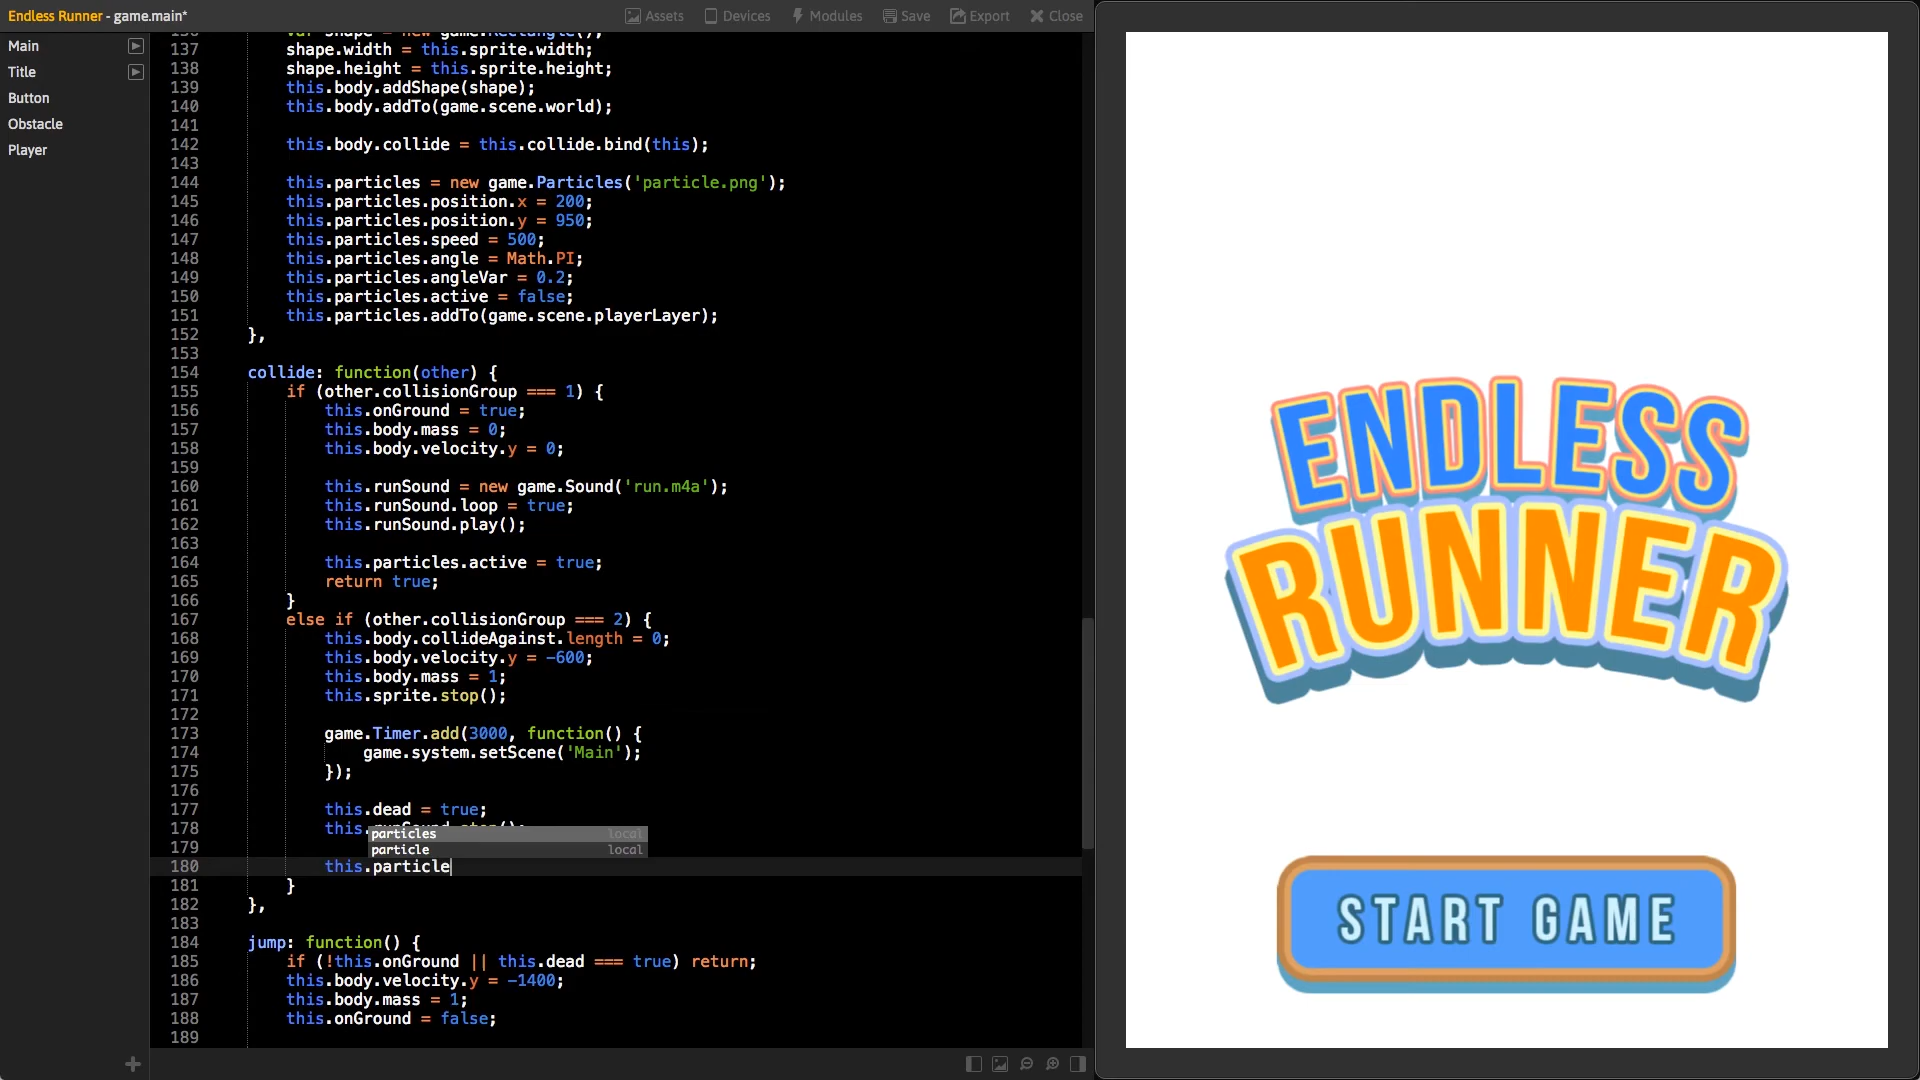 Endless Runner - game.main*
Assets
Devices
Modules
Save
Export
Close
Main
Title
Button
Obstacle
Player
136 var shape = new game.Rectangle();
137 shape.width = this.sprite.width;
138 shape.height = this.sprite.height;
139 this.body.addShape(shape);
140 this.body.addTo(game.scene.world);
141
142 this.body.collide = this.collide.bind(this);
143
144 this.particles = new game.Particles('particle.png');
145 this.particles.position.x = 200;
146 this.particles.position.y = 950;
147 this.particles.speed = 500;
148 this.particles.angle = Math.PI;
149 this.particles.angleVar = 0.2;
150 this.particles.active = false;
151 this.particles.addTo(game.scene.playerLayer);
152 },
153
154 collide: function(other) {
155 if (other.collisionGroup === 1) {
156 this.onGround = true;
157 this.body.mass = 0;
158 this.body.velocity.y = 0;
159
160 this.runSound = new game.Sound('run.m4a');
161 this.runSound.loop = true;
162 this.runSound.play();
163
164 this.particles.active = true;
165 return true;
166 }
167 else if (other.collisionGroup === 2) {
168 this.body.collideAgainst.length = 0;
169 this.body.velocity.y = -600;
170 this.body.mass = 1;
171 this.sprite.stop();
172
173 game.Timer.add(3000, function() {
174 game.system.setScene('Main');
175 });
176
177 this.dead = true;
178 this.runSound.stop();
particles local
179
particle local
180 this.particle
181 }
182 },
183
184 jump: function() {
185 if (!this.onGround || this.dead === true) return;
186 this.body.velocity.y = -1400;
187 this.body.mass = 1;
188 this.onGround = false;
189
ENDLESS
RUNNER
START GAME